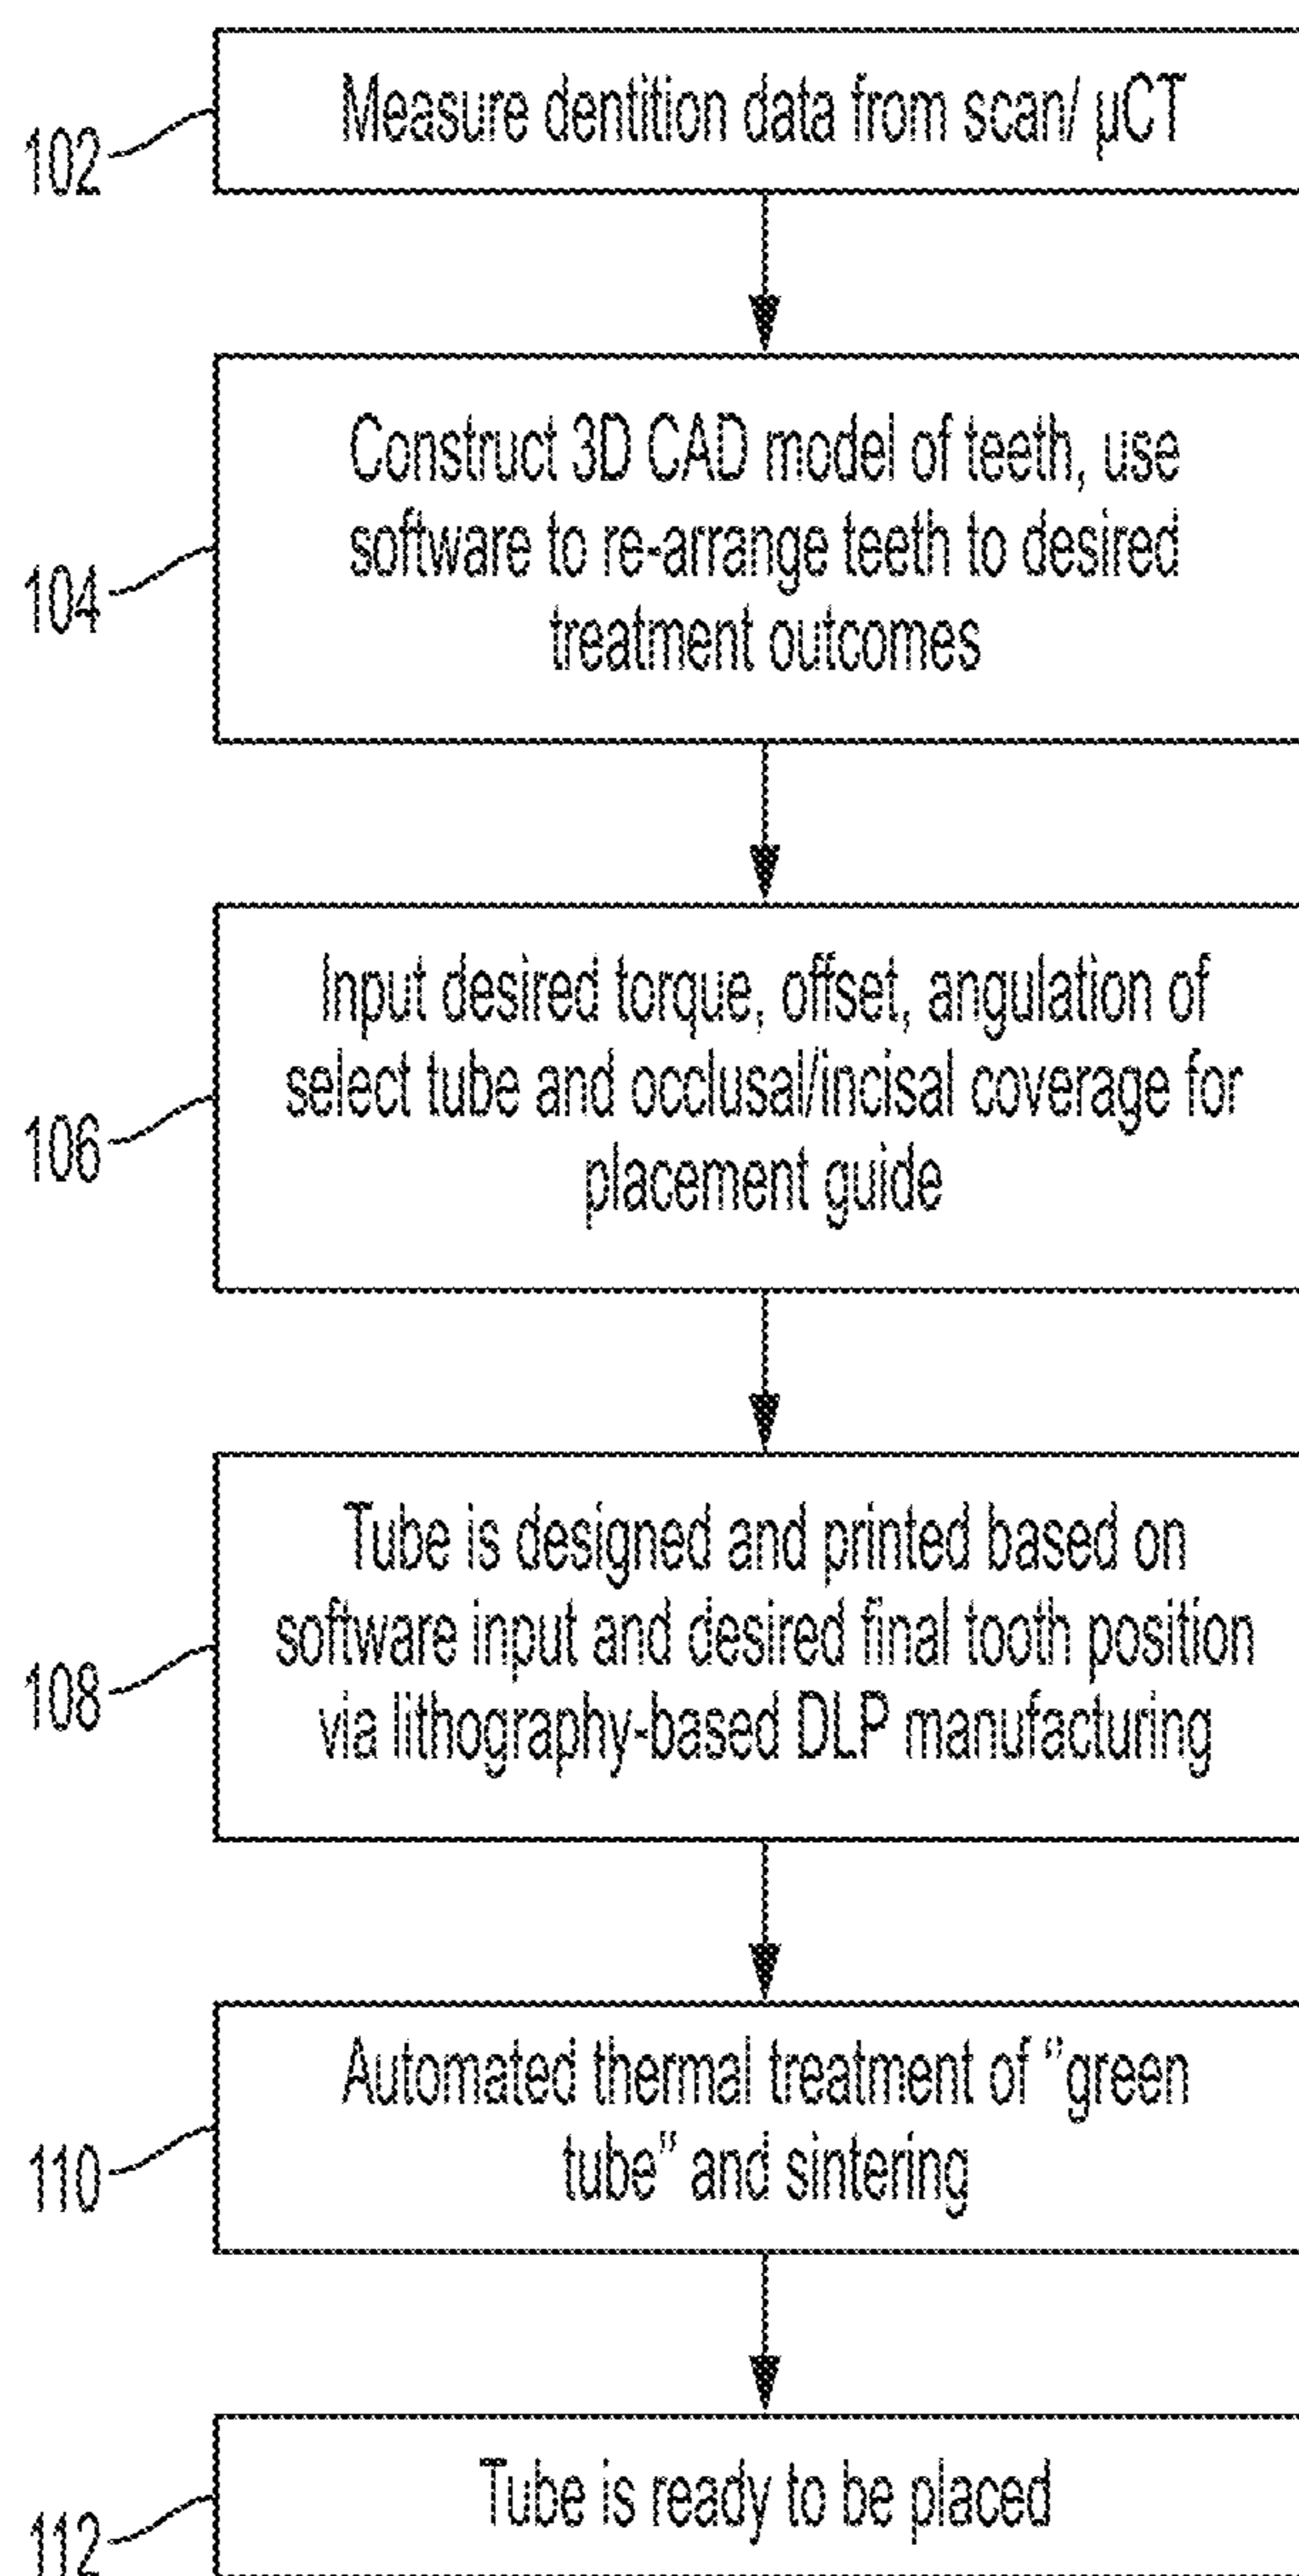 102
Measure dentition data from scan/ µCT
104
Construct 3D CAD model of teeth, use
software to re-arrange teeth to desired
treatment outcomes
106
Input desired torque, offset, angulation of
select tube and occlusal/incisal coverage for
placement guide
108
Tube is designed and printed based on
software input and desired final tooth position
via lithography-based DLP manufacturing
110
Automated thermal treatment of "green
tube" and sintering
112
Tube is ready to be placed